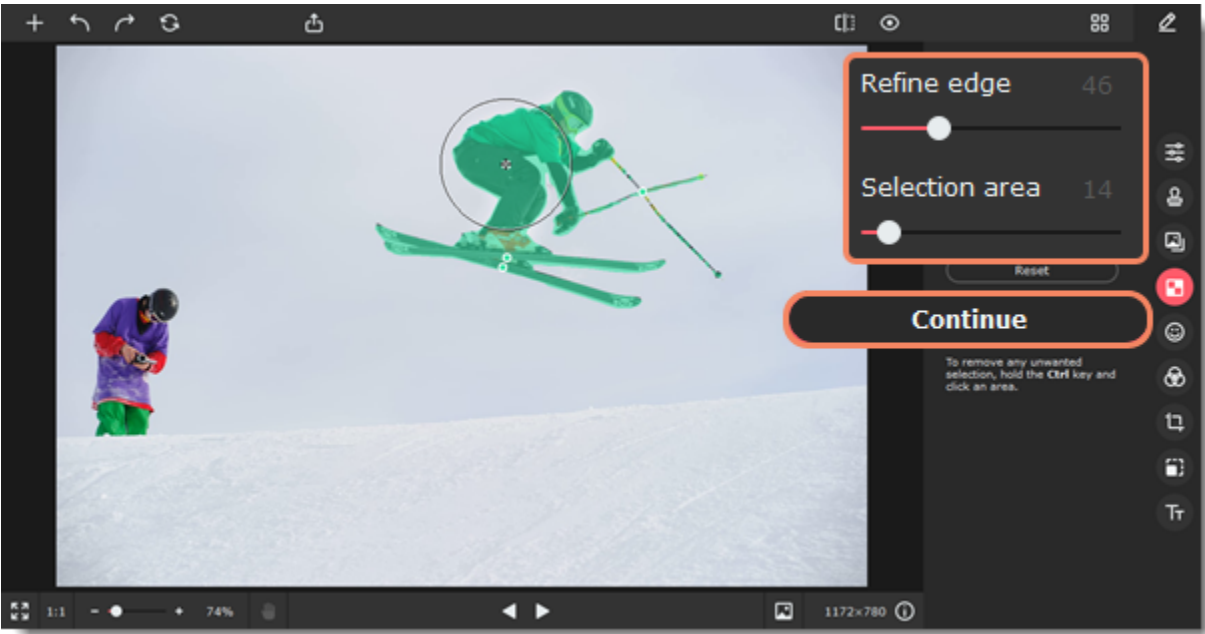 Refine edge 46
Selection area 14
Reset
Continue
To remove any unwanted
selection, hold the Ctrl key and
click an area.
Tт
1:1 - + 74% 1172×780